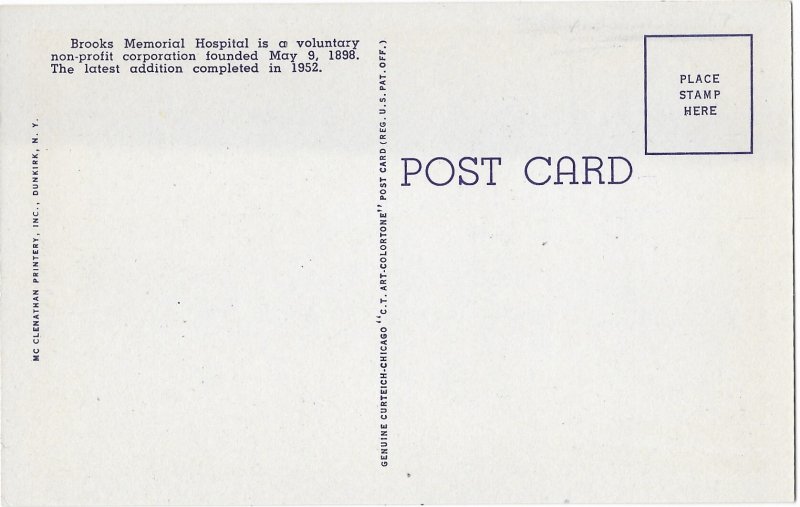 Brooks Memorial Hospital is a voluntary
non-profit corporation founded May 9, 1898.
The latest addition completed in 1952.
MC CLENATHAN PRINTERY, INC., DUNKIRK, N. Y.
GENUINE CURTEICH-CHICAGO "C.T. ART-COLORTONE" POST CARD (REG. U.S. PAT. OFF.)
POST CARD
PLACE
STAMP
HERE